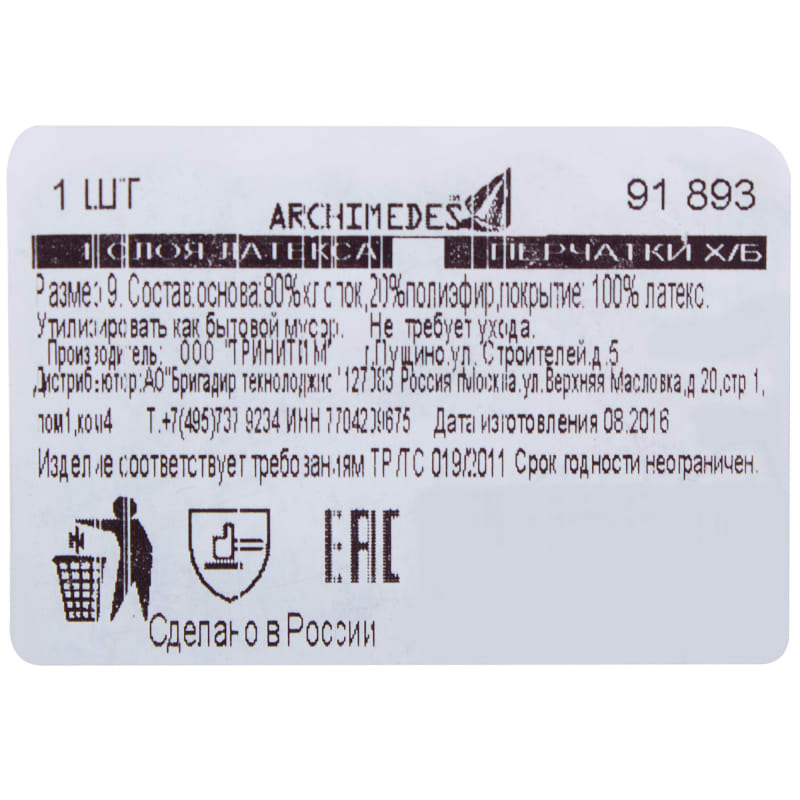 1 ШТ
91 893
ARCHIMEDES
СЛОЯ ЛАТЕКСА ПЕРЧАТКИ Х/Б
Размер 9. Состав:основа:80%хлопок,20%полиэфир,покрытие: 100% латекс.
Утилизировать как бытовой мусор. Не требует ухода.
Производитель: ООО "ТРИНИТИ М" г.Пущино,ул. Строителей,д.5
Дистрибьютор:АО"Бригадир технолоджис" Россия г.Москва.ул.Верхняя Масловка,д 20,стр 1,
пом1,ком4 Т.+7(495)737 9234 ИНН Дата изготовления 08.2016
Изделие соответствует требованиям ТР/ТС 019/2011 Срок годности неограничен.
ЕАС
Сделано в России